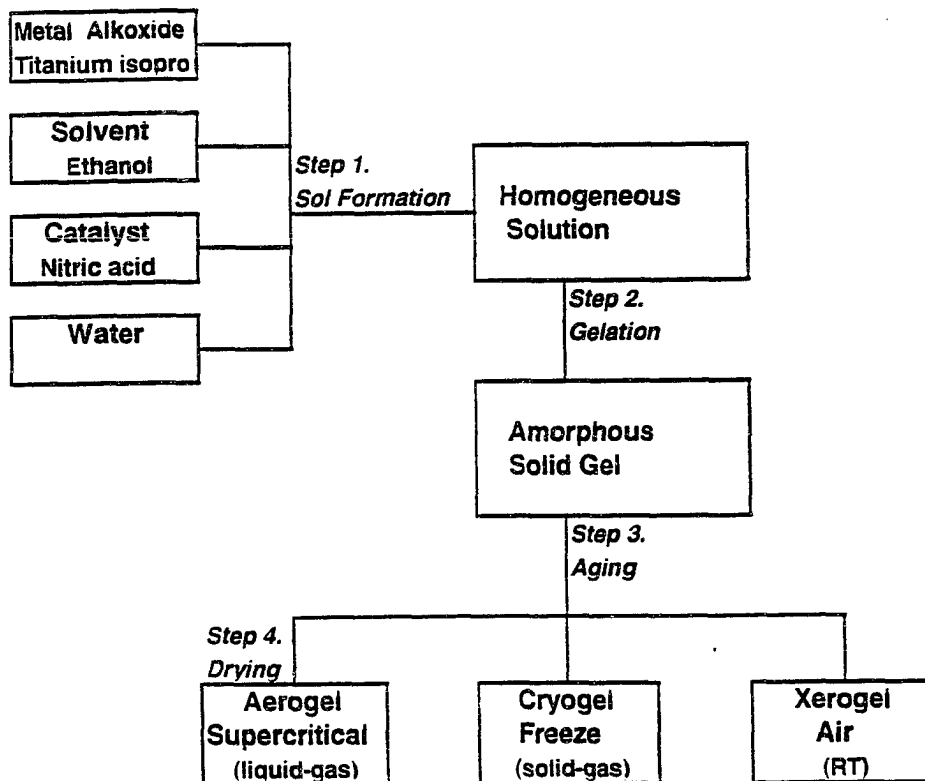 Metal Alkoxide
Titanium isopro
Solvent
Ethanol
Catalyst
Nitric acid
Water
Step 1.
Sol Formation
Homogeneous
Solution
Step 2.
Gelation
Amorphous
Solid Gel
Step 3.
Aging
Step 4.
Drying
Aerogel
Supercritical
(liquid-gas)
Cryogel
Freeze
(solid-gas)
Xerogel
Air
(RT)